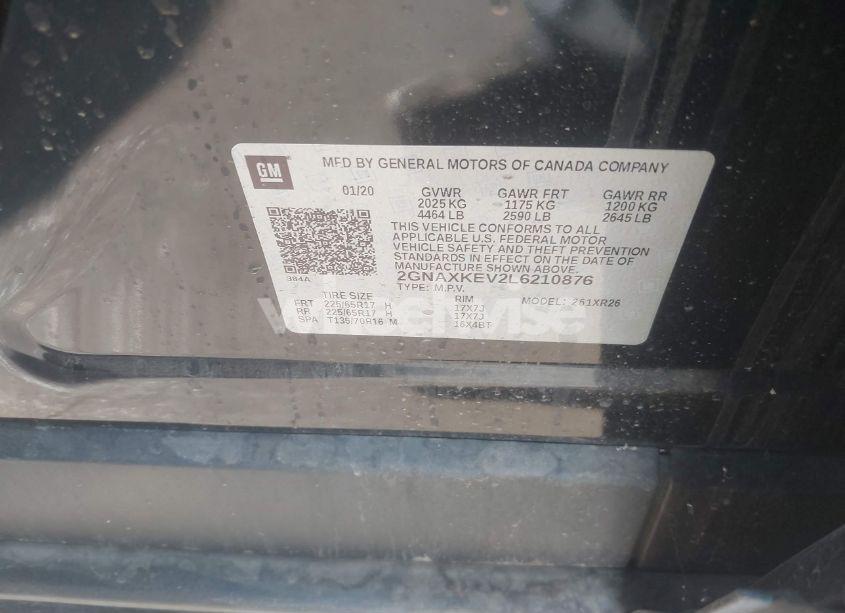 GM
MFD BY GENERAL MOTORS OF CANADA COMPANY
01/20 GVWR GAWR FRT GAWR RR
2025 KG 1175 KG 1200 KG
4464 LB 2590 LB 2645 LB
THIS VEHICLE CONFORMS TO ALL
APPLICABLE U.S. FEDERAL MOTOR
VEHICLE SAFETY AND THEFT PREVENTION
STANDARDS IN EFFECT ON THE DATE OF
MANUFACTURE SHOWN ABOVE.
384A 2GNAXKEV2L6210876
TYPE: M.P.V. MODEL: 261XR26
TIRE SIZE RIM
FRT 225/65R17 H 17X7J
RR 225/65R17 H 17X7J
SPA T135/70R16 M 16X4BT